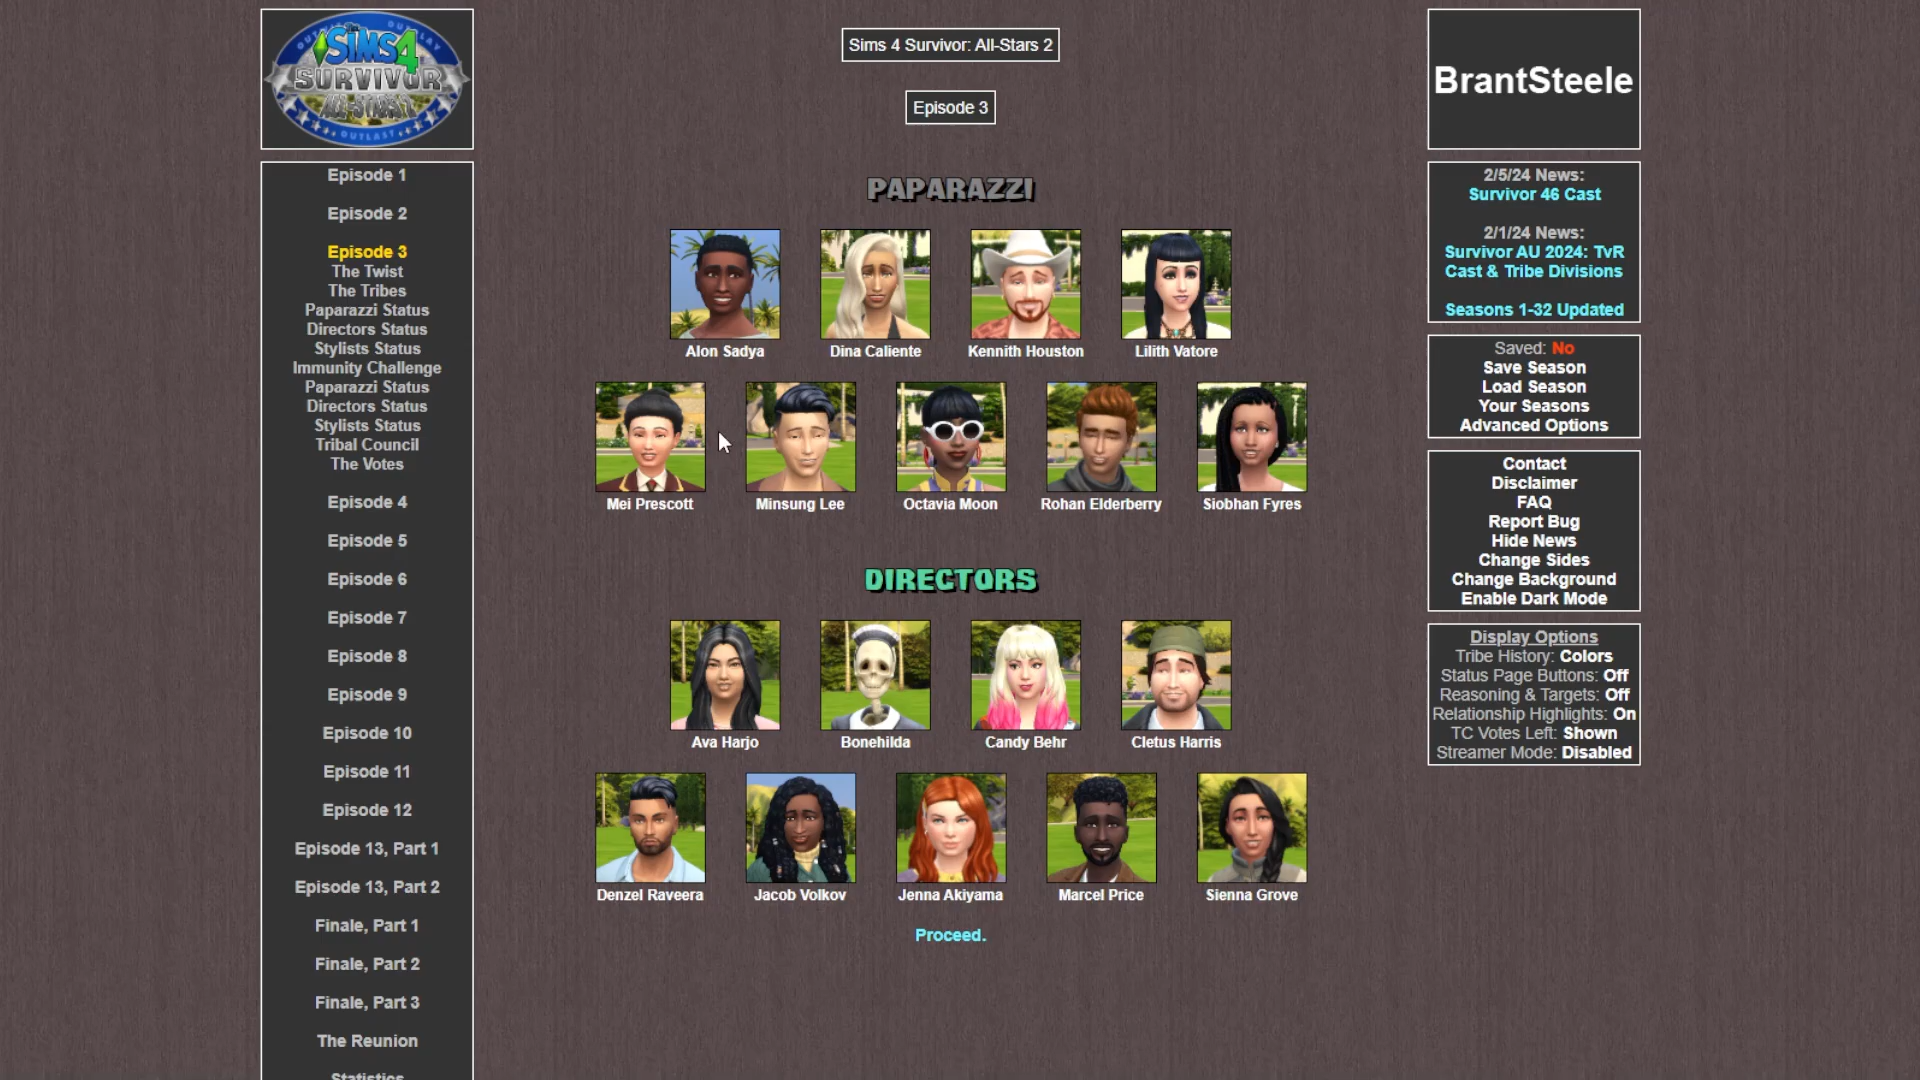 OUTWIT
OUTPLAY
The SIMS 4
SURVIVOR
ALL-STARS 2
OUTLAST
Episode 1
Episode 2
Episode 3
The Twist
The Tribes
Paparazzi Status
Directors Status
Stylists Status
Immunity Challenge
Paparazzi Status
Directors Status
Stylists Status
Tribal Council
The Votes
Episode 4
Episode 5
Episode 6
Episode 7
Episode 8
Episode 9
Episode 10
Episode 11
Episode 12
Episode 13, Part 1
Episode 13, Part 2
Finale, Part 1
Finale, Part 2
Finale, Part 3
The Reunion
Statistics
Sims 4 Survivor: All-Stars 2
Episode 3
PAPARAZZI
Alon Sadya
Dina Caliente
Kennith Houston
Lilith Vatore
Mei Prescott
Minsung Lee
Octavia Moon
Rohan Elderberry
Siobhan Fyres
DIRECTORS
Ava Harjo
Bonehilda
Candy Behr
Cletus Harris
Denzel Raveera
Jacob Volkov
Jenna Akiyama
Marcel Price
Sienna Grove
Proceed.
BrantSteele
2/5/24 News:
Survivor 46 Cast
2/1/24 News:
Survivor AU 2024: TvR
Cast & Tribe Divisions
Seasons 1-32 Updated
Saved: No
Save Season
Load Season
Your Seasons
Advanced Options
Contact
Disclaimer
FAQ
Report Bug
Hide News
Change Sides
Change Background
Enable Dark Mode
Display Options
Tribe History: Colors
Status Page Buttons: Off
Reasoning & Targets: Off
Relationship Highlights: On
TC Votes Left: Shown
Streamer Mode: Disabled